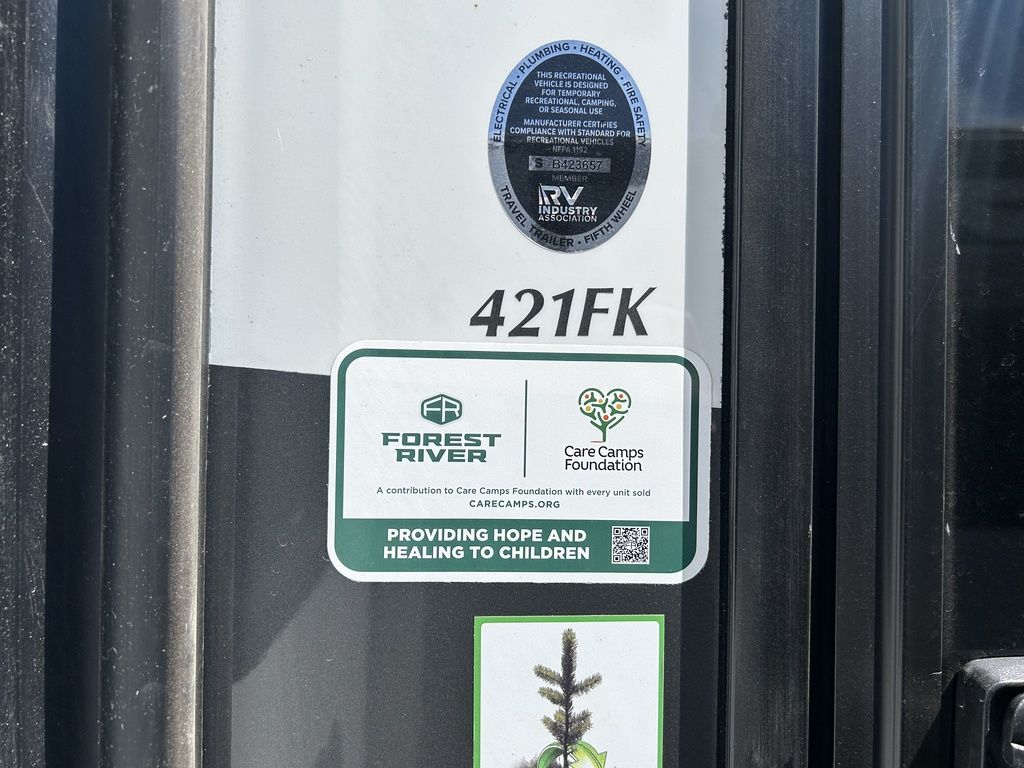 ELECTRICAL • PLUMBING • HEATING • FIRE SAFETY
THIS RECREATIONAL
VEHICLE IS DESIGNED
FOR TEMPORARY
RECREATIONAL, CAMPING,
OR SEASONAL USE
MANUFACTURER CERTIFIES
COMPLIANCE WITH STANDARD FOR
RECREATIONAL VEHICLES
NFPA 1192
S B423657
MEMBER
RV
INDUSTRY
ASSOCIATION
TRAVEL TRAILER • FIFTH WHEEL
421FK
FR
FOREST
RIVER
Care Camps
Foundation
A contribution to Care Camps Foundation with every unit sold
CARECAMPS.ORG
PROVIDING HOPE AND
HEALING TO CHILDREN